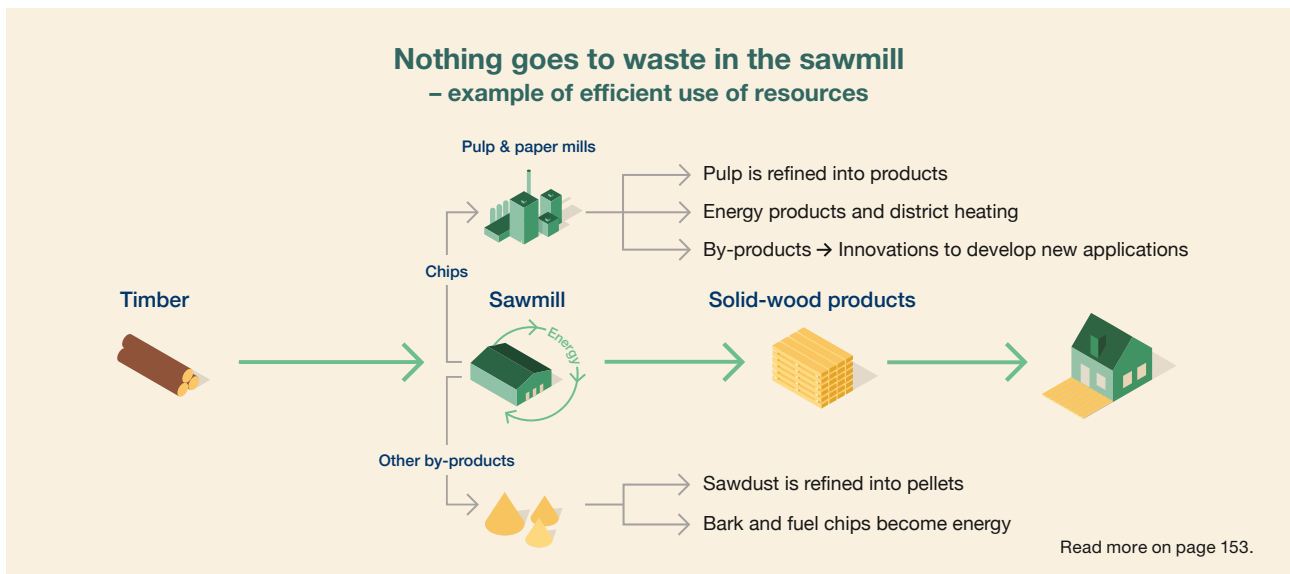 Nothing goes to waste in the sawmill
– example of efficient use of resources
Pulp & paper mills
Pulp is refined into products
Energy products and district heating
By-products → Innovations to develop new applications
Chips
Timber
Sawmill
Solid-wood products
Energy
Other by-products
Sawdust is refined into pellets
Bark and fuel chips become energy
Read more on page 153.